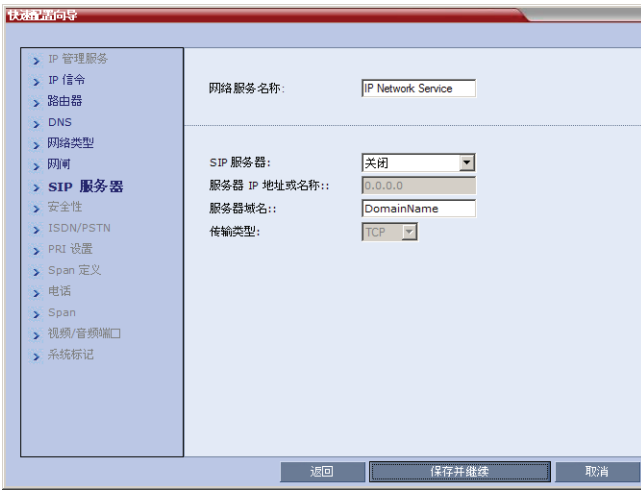 快速配置向导
IP 管理服务
IP 信令
路由器
DNS
网络类型
网闸
SIP 服务器
安全性
ISDN/PSTN
PRI 设置
Span 定义
电话
Span
视频/音频端口
系统标记
网络服务名称:
IP Network Service
SIP 服务器:
关闭
服务器 IP 地址或名称::
0.0.0.0
服务器域名::
DomainName
传输类型:
TCP
返回
保存并继续
取消